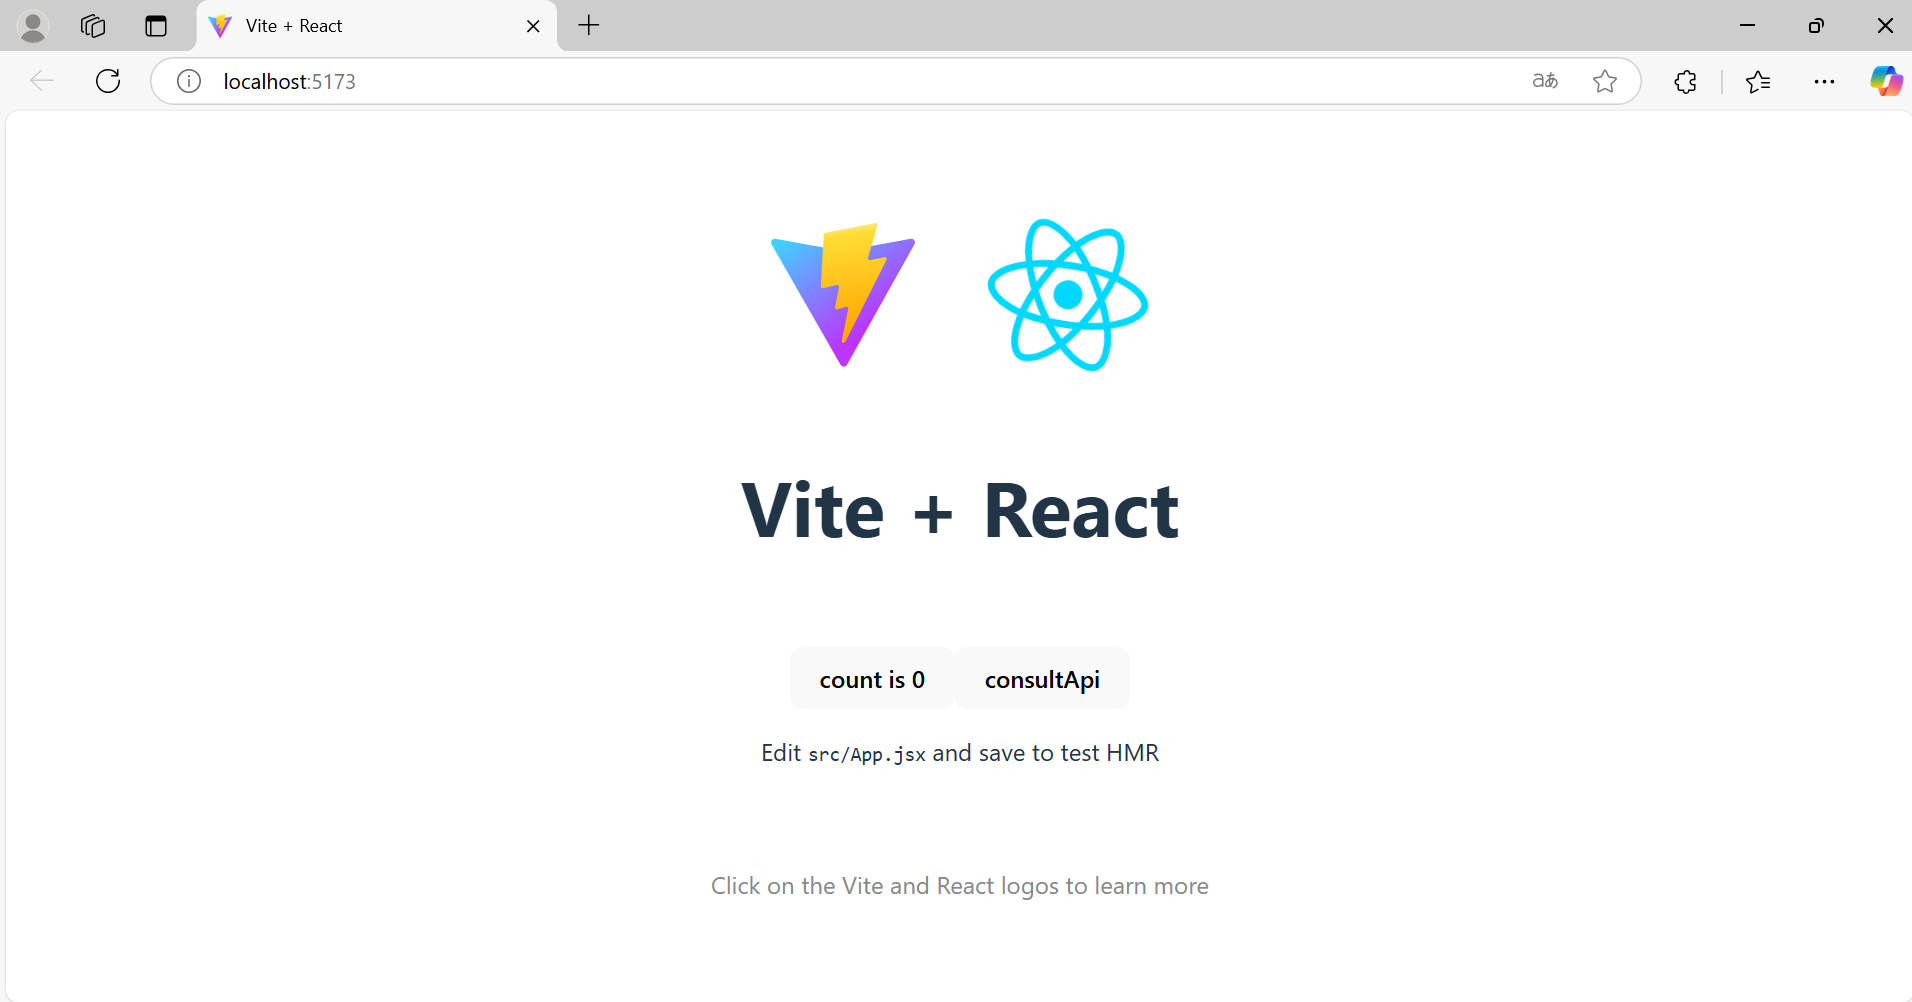 Vite + React
localhost:5173
aあ
Vite + React
count is 0
consultApi
Edit src/App.jsx and save to test HMR
Click on the Vite and React logos to learn more